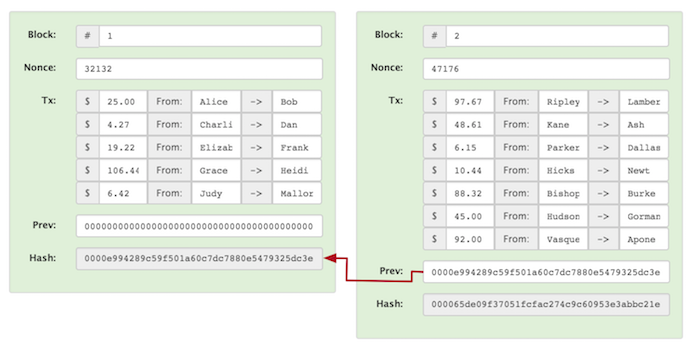 Block: # 1
Nonce: 32132
Tx: $ 25.00 From: Alice -> Bob
$ 4.27 From: Charli -> Dan
$ 19.22 From: Elizab -> Frank
$ 106.44 From: Grace -> Heidi
$ 6.42 From: Judy -> Mallor
Prev: 0000000000000000000000000000000000000000
Hash: 0000e994289c59f501a60c7dc7880e5479325dc3e
Block: # 2
Nonce: 47176
Tx: $ 97.67 From: Ripley -> Lamber
$ 48.61 From: Kane -> Ash
$ 6.15 From: Parker -> Dallas
$ 10.44 From: Hicks -> Newt
$ 88.32 From: Bishop -> Burke
$ 45.00 From: Hudson -> Gorman
$ 92.00 From: Vasque -> Apone
Prev: 0000e994289c59f501a60c7dc7880e5479325dc3e
Hash: 000065de09f37051fcfac274c9c60953e3abbc21e